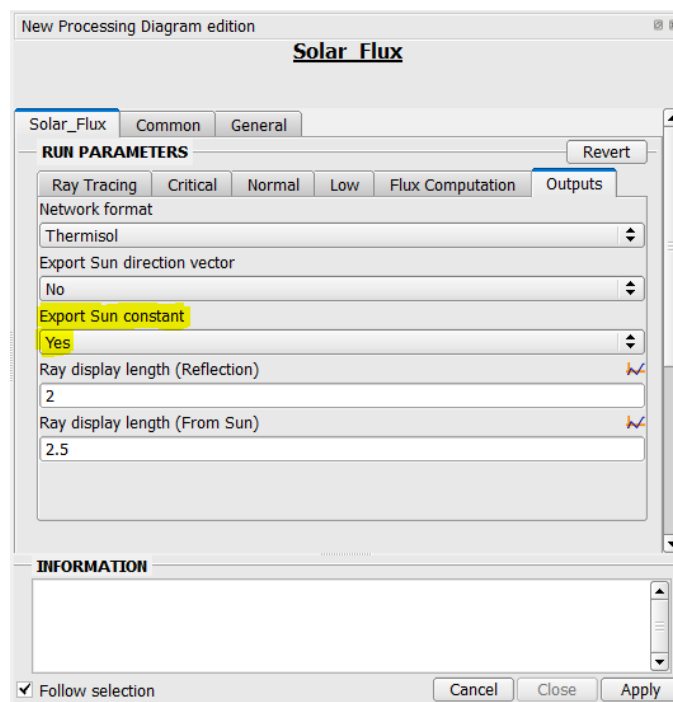 New Processing Diagram edition
Solar_Flux
Solar_Flux Common General
RUN PARAMETERS Revert
Ray Tracing Critical Normal Low Flux Computation Outputs
Network format
Thermisol
Export Sun direction vector
No
Export Sun constant
Yes
Ray display length (Reflection)
2
Ray display length (From Sun)
2.5
INFORMATION
Follow selection Cancel Close Apply